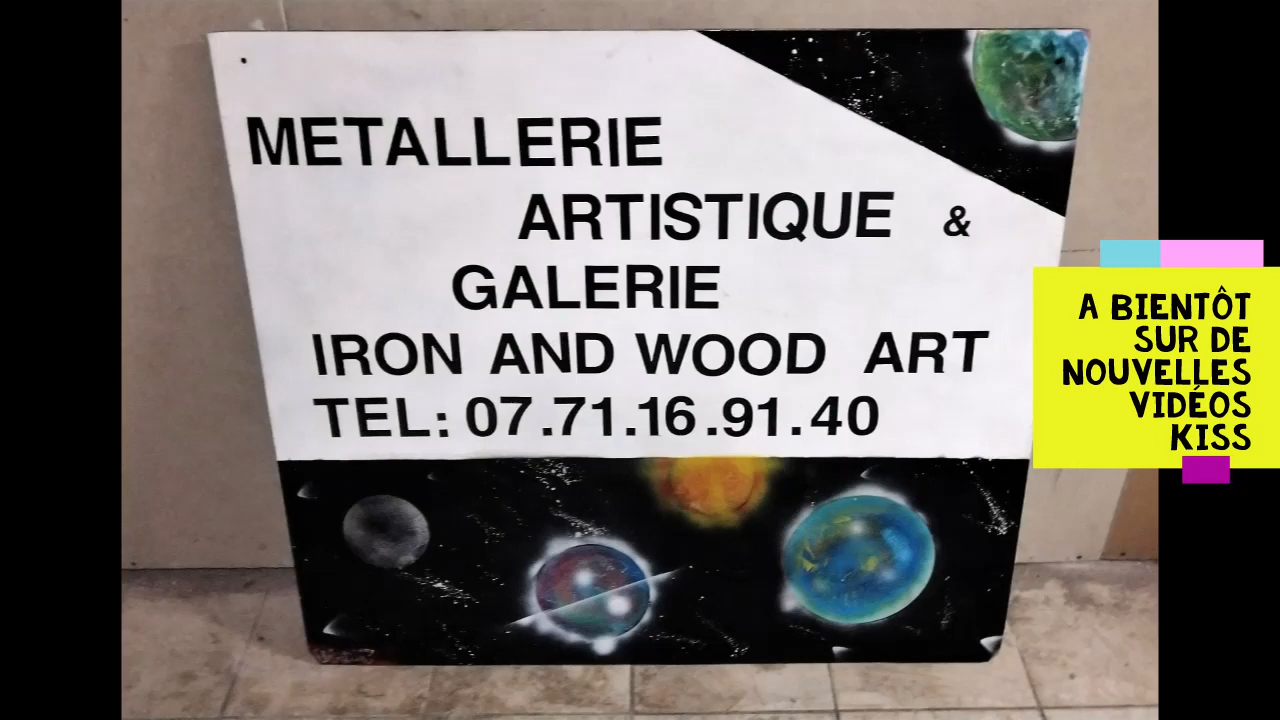 METALLERIE
ARTISTIQUE &
GALERIE
IRON AND WOOD ART
TEL: 07.71.16.91.40
A BIENTÔT
SUR DE
NOUVELLES
VIDÉOS
KISS